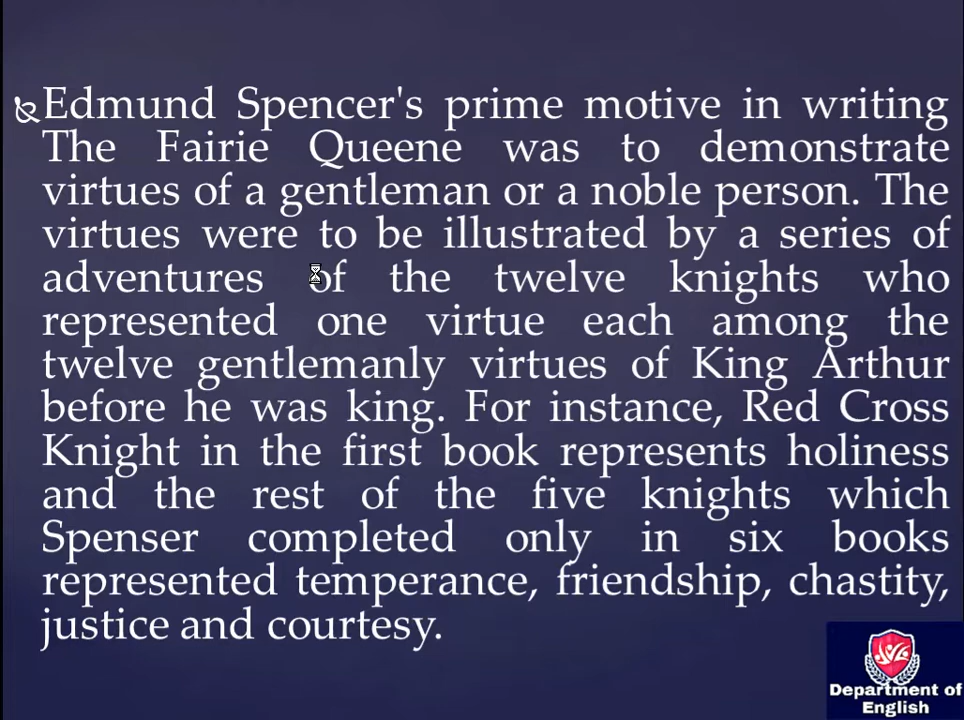 Edmund Spencer's prime motive in writing
The Fairie Queene was to demonstrate
virtues of a gentleman or a noble person. The
virtues were to be illustrated by a series of
adventures of the twelve knights who
represented one virtue each among the
twelve gentlemanly virtues of King Arthur
before he was king. For instance, Red Cross
Knight in the first book represents holiness
and the rest of the five knights which
Spenser completed only in six books
represented temperance, friendship, chastity,
justice and courtesy.
Department of
English